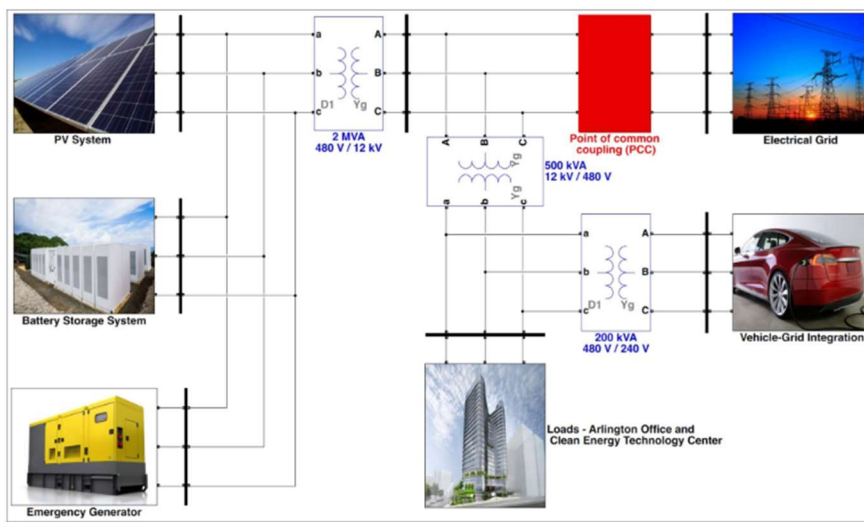 a
A
b
B
c
C
D1
Yg
PV System
2 MVA
480 V / 12 kV
Point of common
coupling (PCC)
Electrical Grid
A
B
C
Yg
Yg
500 kVA
12 kV / 480 V
a
b
c
a
A
b
B
D1
Yg
c
C
Battery Storage System
200 kVA
480 V / 240 V
Vehicle-Grid Integration
Loads - Arlington Office and
Clean Energy Technology Center
Emergency Generator